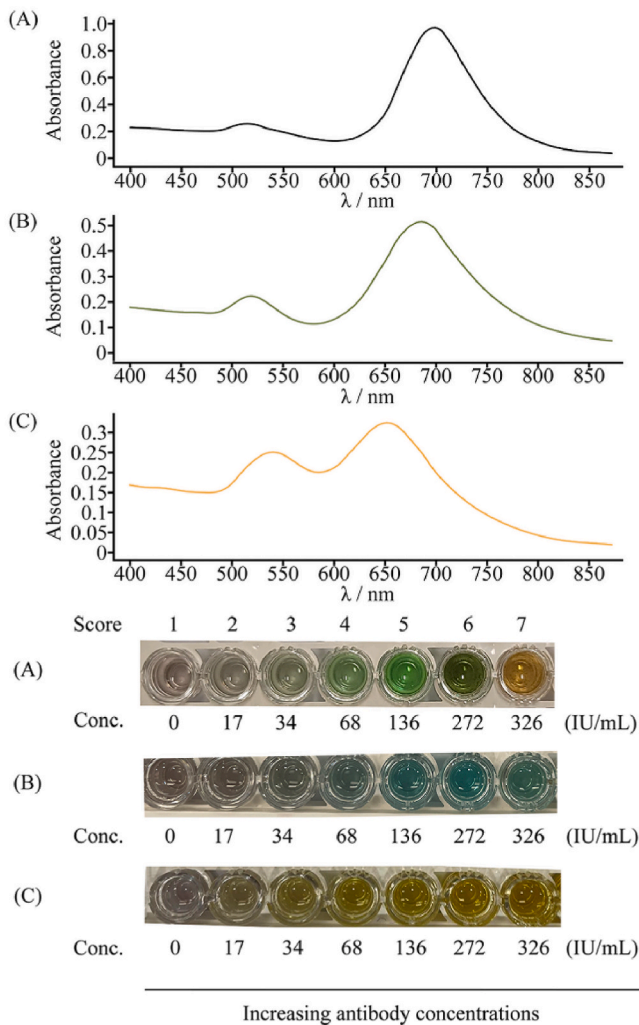 (A)
Absorbance
1.0
0.8
0.6
0.4
0.2
0
400 450 500 550 600 650 700 750 800 850
λ / nm
(B)
Absorbance
0.5
0.4
0.3
0.2
0.1
0
400 450 500 550 600 650 700 750 800 850
λ / nm
(C)
Absorbance
0.3
0.25
0.2
0.15
0.1
0.05
0
400 450 500 550 600 650 700 750 800 850
λ / nm
Score 1 2 3 4 5 6 7
(A)
Conc. 0 17 34 68 136 272 326 (IU/mL)
(B)
Conc. 0 17 34 68 136 272 326 (IU/mL)
(C)
Conc. 0 17 34 68 136 272 326 (IU/mL)
Increasing antibody concentrations